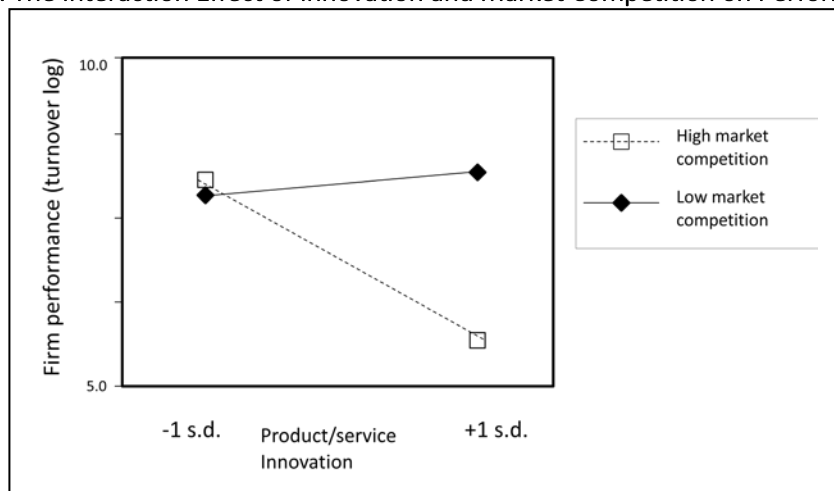 The Interaction Effect of Innovation and Market Competition on
10.0
Firm performance (turnover log)
5.0
-1 s.d.
Product/service
Innovation
+1 s.d.
High market
competition
Low market
competition